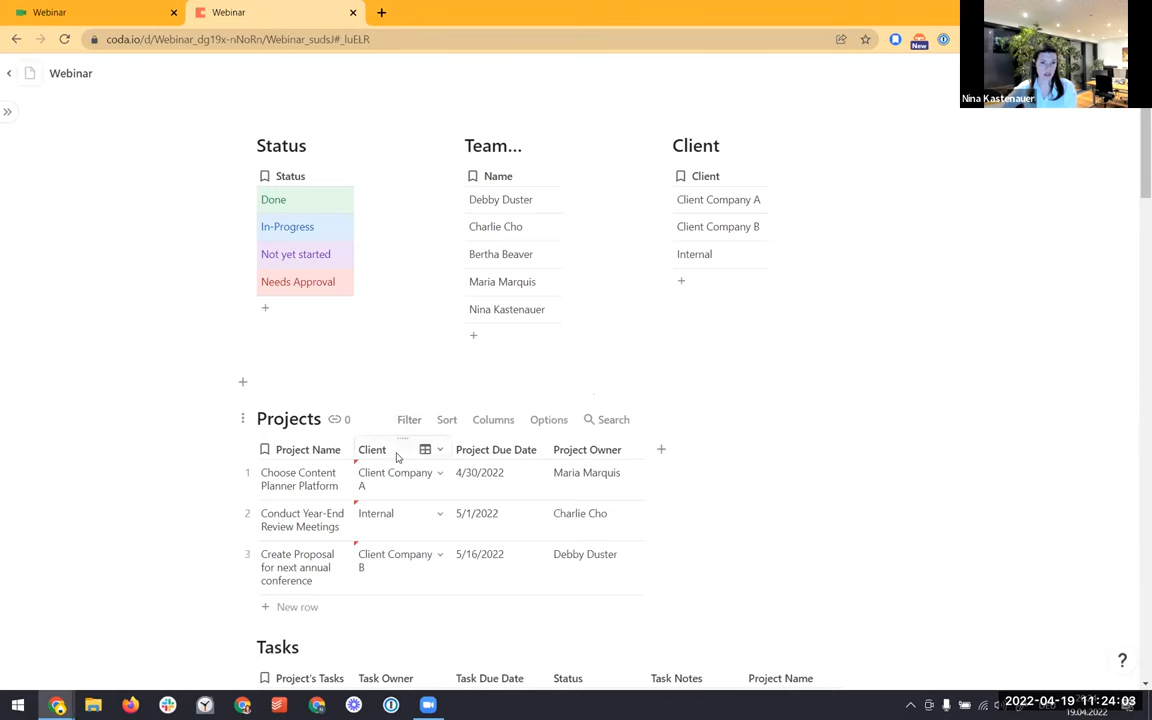 Webinar
Webinar
coda.io/d/Webinar_dg19x-nNoRn/Webinar_sudsJ#_luELR
New
Webinar
Nina Kastenauer
Status
Status
Done
In-Progress
Not yet started
Needs Approval
Team...
Name
Debby Duster
Charlie Cho
Bertha Beaver
Maria Marquis
Nina Kastenauer
Client
Client
Client Company A
Client Company B
Internal
Projects 0 Filter Sort Columns Options Search
Project Name Client Project Due Date Project Owner
1 Choose Content Planner Platform Client Company A 4/30/2022 Maria Marquis
2 Conduct Year-End Review Meetings Internal 5/1/2022 Charlie Cho
3 Create Proposal for next annual conference Client Company B 5/16/2022 Debby Duster
New row
Tasks
Project's Tasks Task Owner Task Due Date Status Task Notes Project Name
?
2022-04-19 11:24:03
19.04.2022